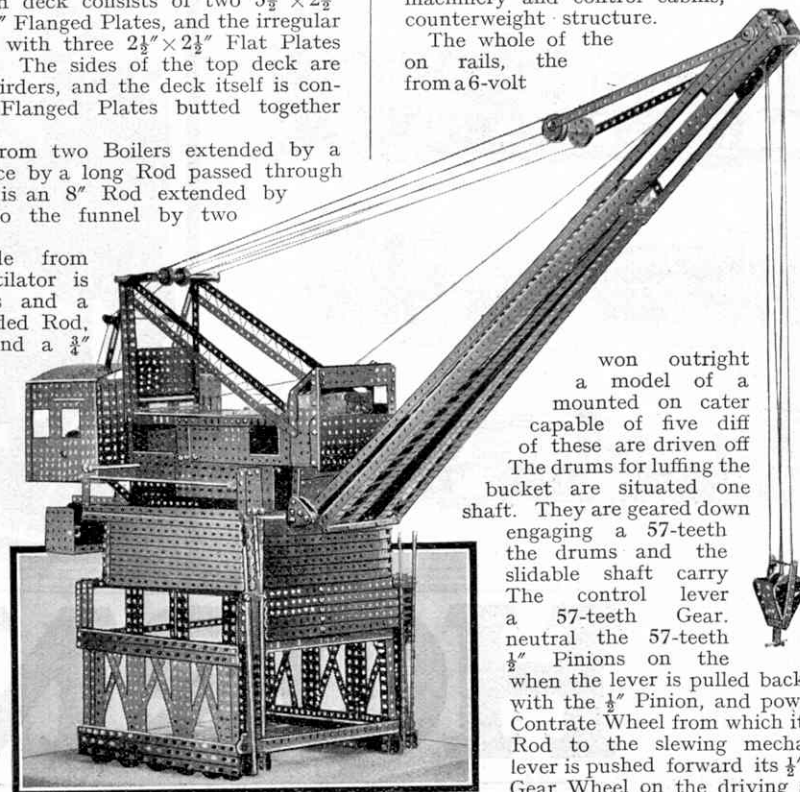 deck consists of two 5½″ × 2½″
″ Flanged Plates, and the irregular
with three 2½″×2½″ Flat Plates
The sides of the top deck are
irders, and the deck itself is con-
Flanged Plates butted together
rom two Boilers extended by a
ce by a long Rod passed through
is an 8″ Rod extended by
o the funnel by two
le from
tilator is
s and a
ded Rod,
nd a ¾″
machinery and control cabins,
counterweight structure.
The whole of the
on rails, the
from a 6-volt
won outright
a model of a
mounted on cater
capable of five diff
of these are driven off
The drums for luffing the
bucket are situated one
shaft. They are geared down
engaging a 57-teeth
the drums and the
slidable shaft carry
The control lever
a 57-teeth Gear.
neutral the 57-teeth
½″ Pinions on the
when the lever is pulled back
with the ½″ Pinion, and pow
Contrate Wheel from which it
Rod to the slewing mecha
lever is pushed forward its ½″
Gear Wheel on the driving